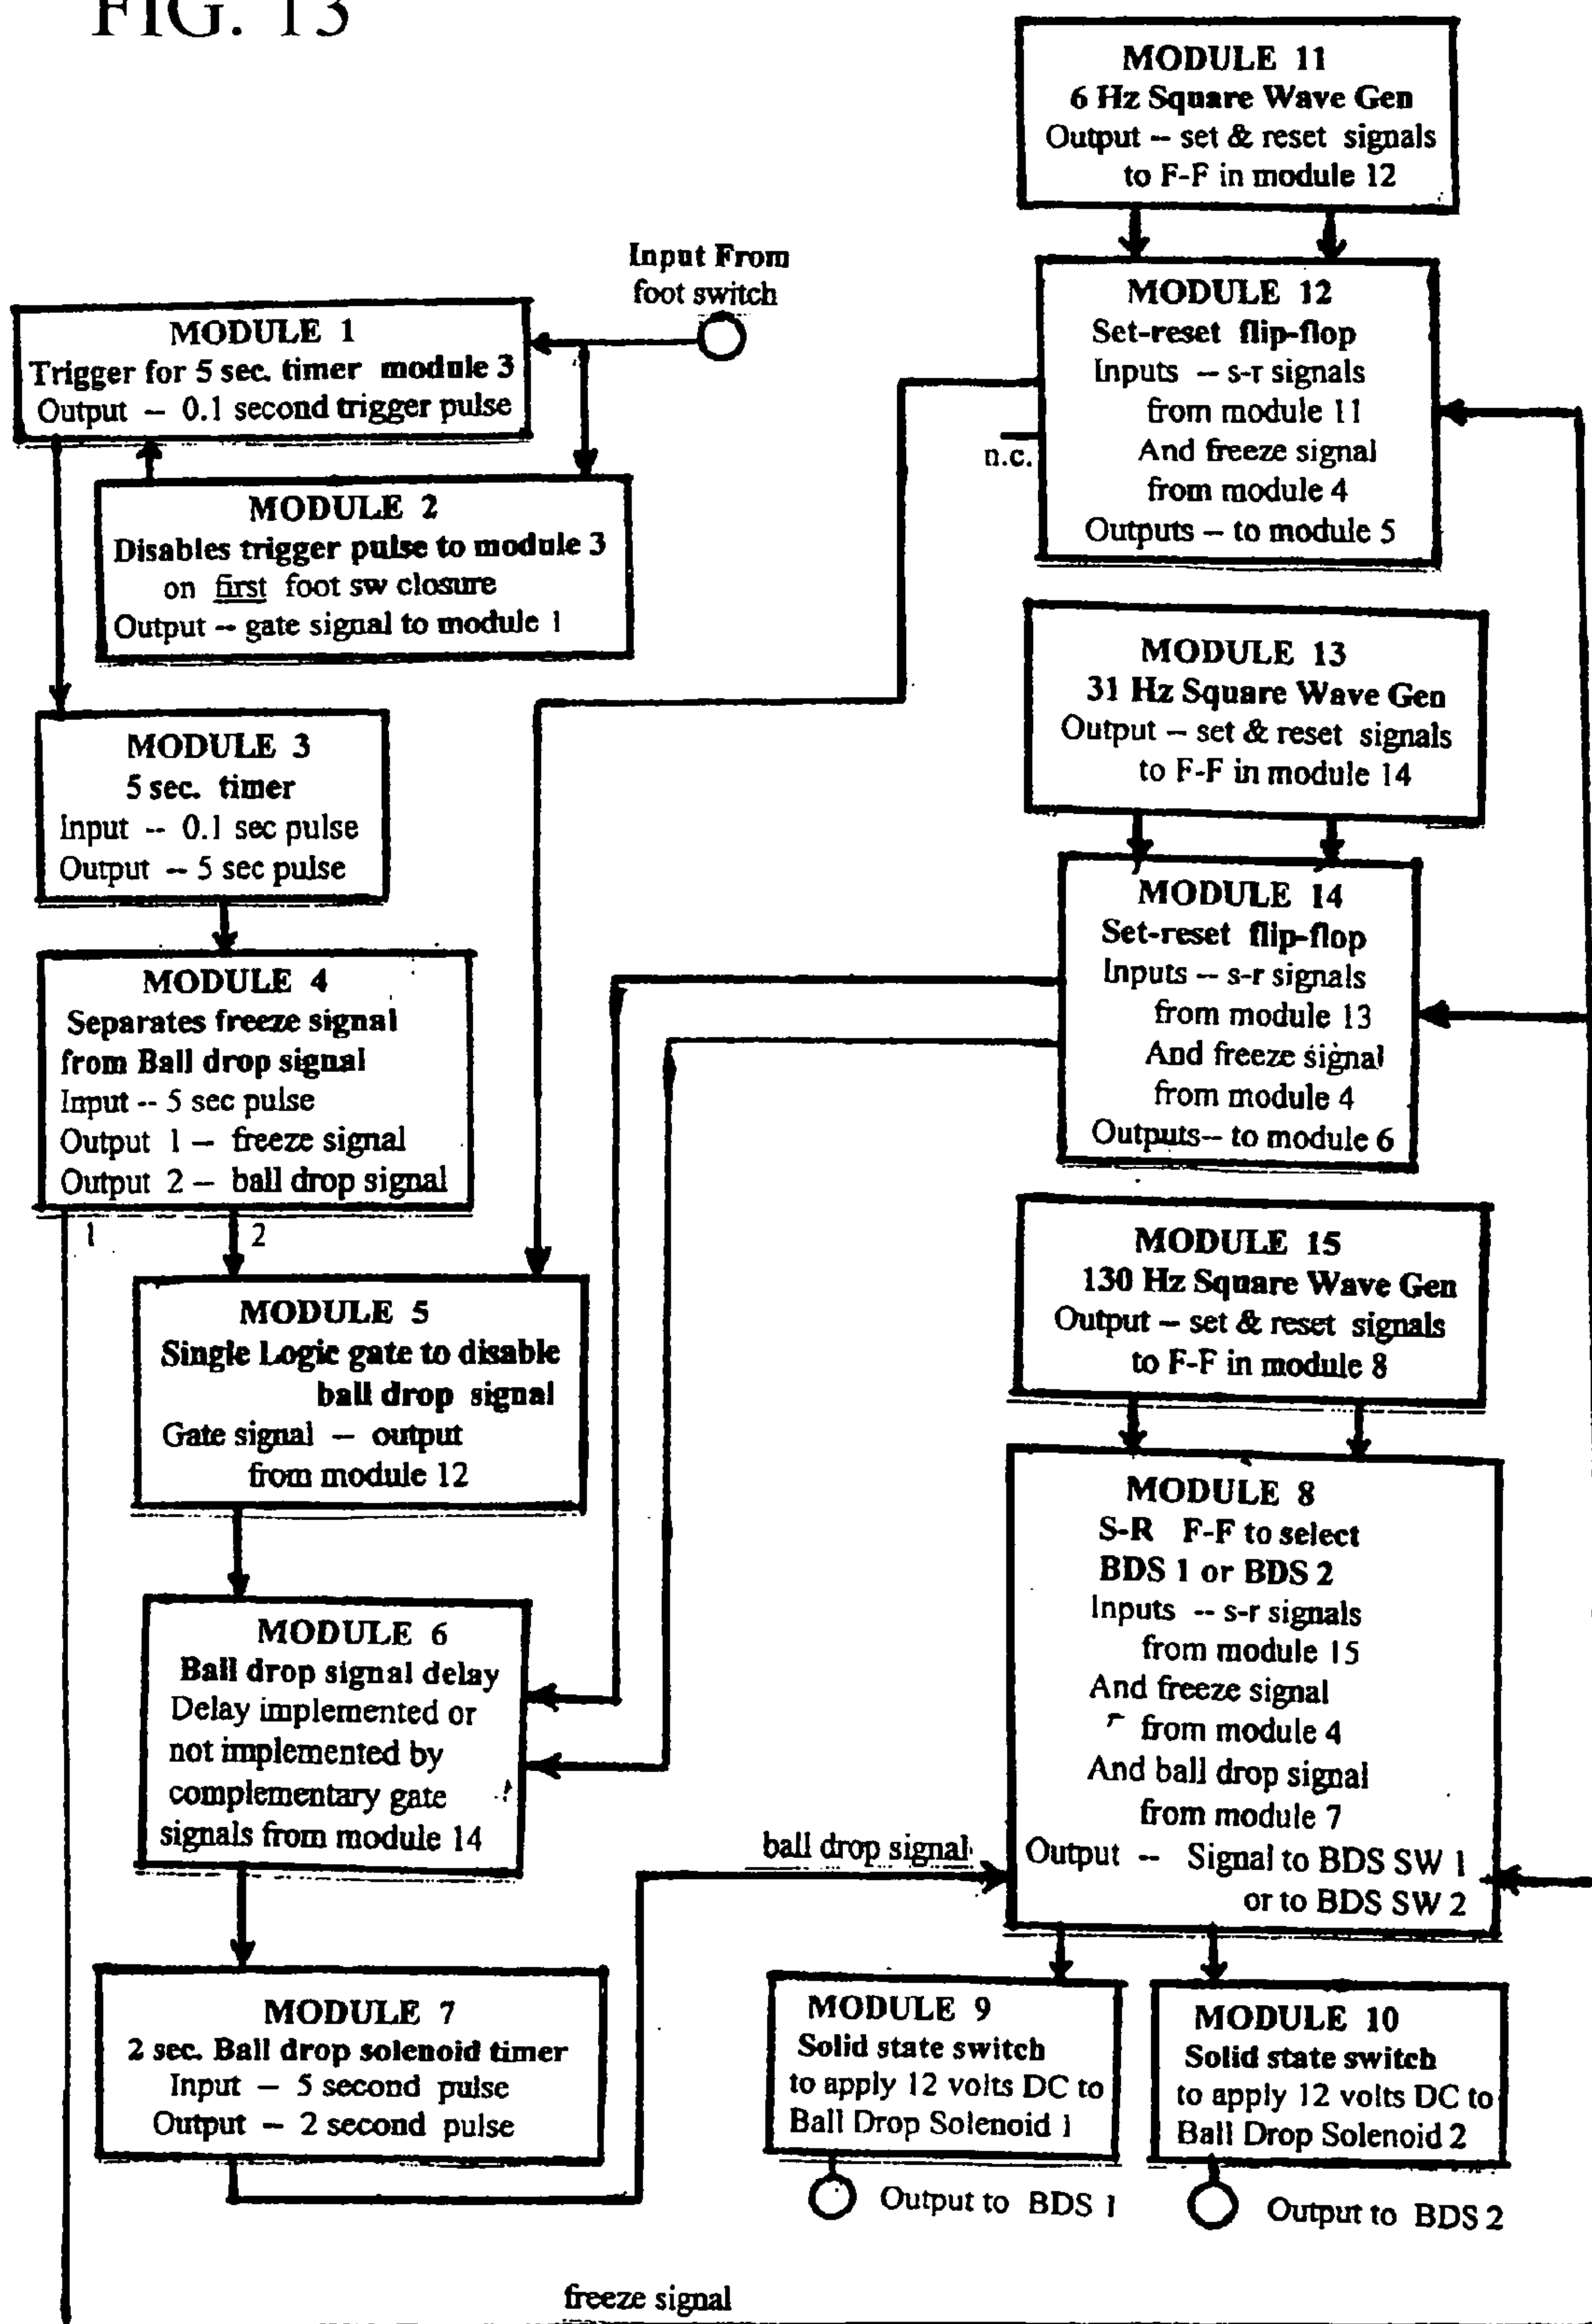 FIG. 13
MODULE 11
6 Hz Square Wave Gen
Output – set & reset signals
to F-F in module 12
Input From
foot switch
MODULE 1
Trigger for 5 sec. timer module 3
Output – 0.1 second trigger pulse
MODULE 12
Set-reset flip-flop
Inputs – s-r signals
from module 11
And freeze signal
from module 4
Outputs – to module 5
n.c.
MODULE 2
Disables trigger pulse to module 3
on first foot sw closure
Output -- gate signal to module 1
MODULE 13
31 Hz Square Wave Gen
Output – set & reset signals
to F-F in module 14
MODULE 3
5 sec. timer
Input -- 0.1 sec pulse
Output -- 5 sec pulse
MODULE 14
Set-reset flip-flop
Inputs -- s-r signals
from module 13
And freeze signal
from module 4
Outputs-- to module 6
MODULE 4
Separates freeze signal
from Ball drop signal
Input -- 5 sec pulse
Output 1 – freeze signal
Output 2 – ball drop signal
1
2
MODULE 15
130 Hz Square Wave Gen
Output – set & reset signals
to F-F in module 8
MODULE 5
Single Logic gate to disable
ball drop signal
Gate signal – output
from module 12
MODULE 8
S-R F-F to select
BDS 1 or BDS 2
Inputs -- s-r signals
from module 15
And freeze signal
from module 4
And ball drop signal
from module 7
Output -- Signal to BDS SW 1
or to BDS SW 2
MODULE 6
Ball drop signal delay
Delay implemented or
not implemented by
complementary gate
signals from module 14
ball drop signal
MODULE 7
2 sec. Ball drop solenoid timer
Input – 5 second pulse
Output – 2 second pulse
MODULE 9
Solid state switch
to apply 12 volts DC to
Ball Drop Solenoid 1
MODULE 10
Solid state switch
to apply 12 volts DC to
Ball Drop Solenoid 2
Output to BDS 1
Output to BDS 2
freeze signal